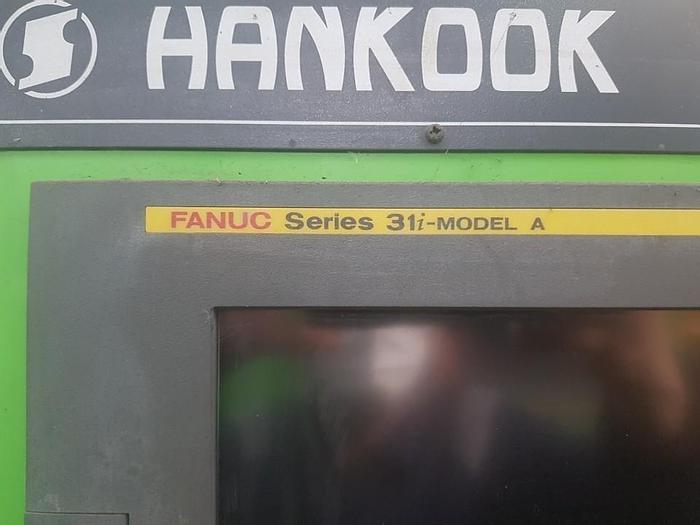 HANKOOK
FANUC Series 31i-MODEL A